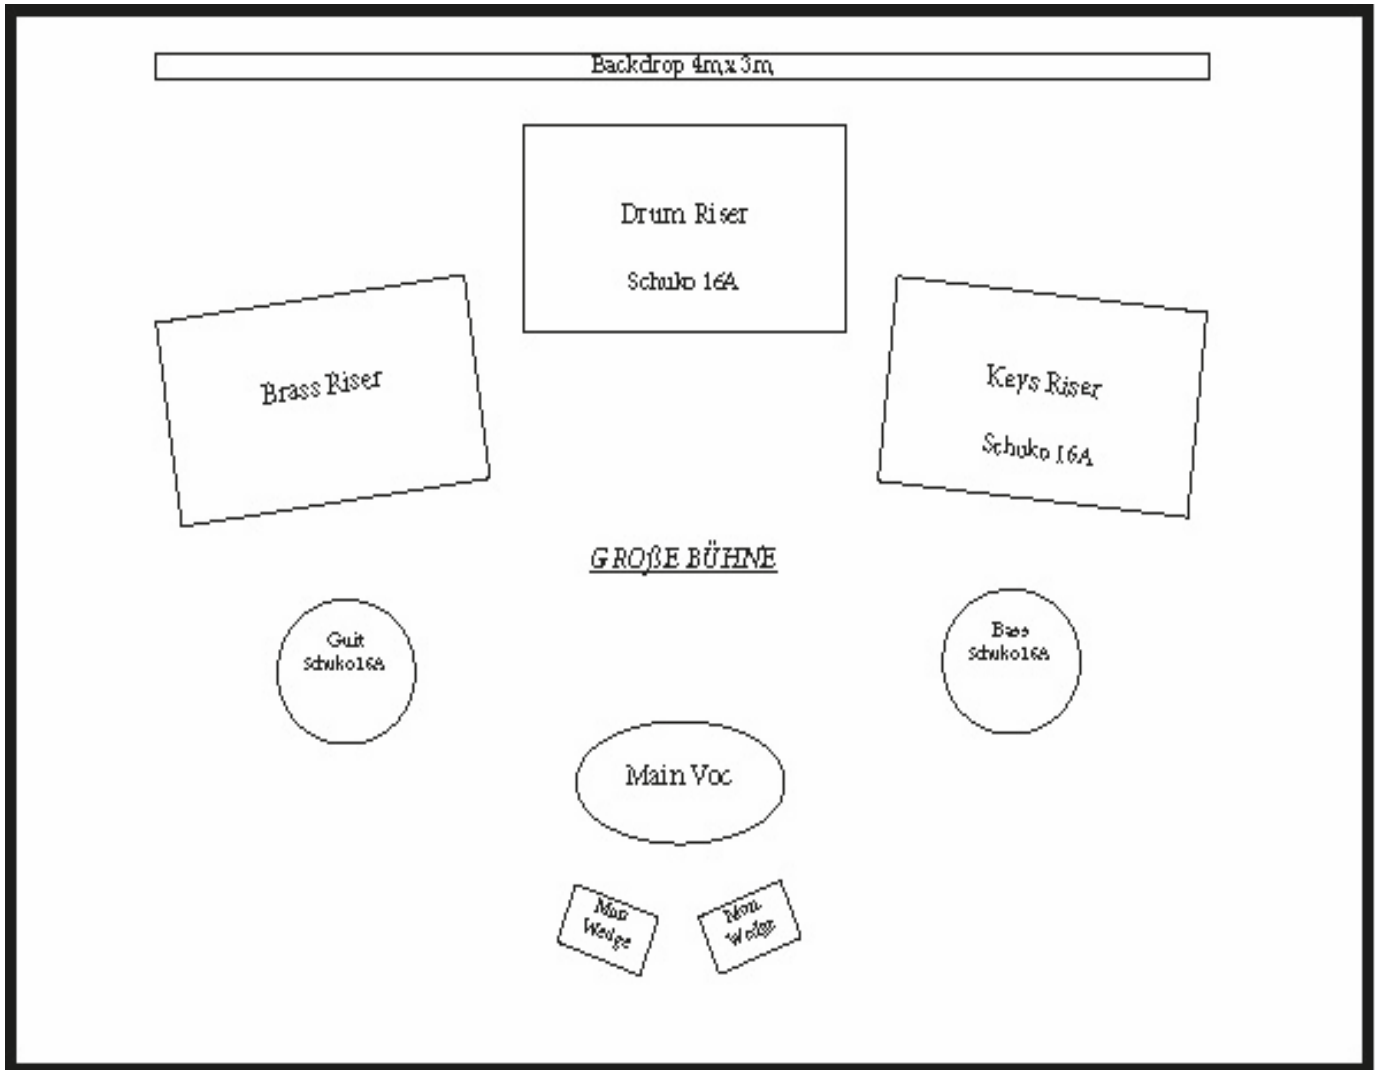 Backdrop 4m x 3m
Drum Riser
Schuko 16A
Brass Riser
Keys Riser
Schuko 16A
GROßE BÜHNE
Guit
Schuko16A
Bass
Schuko16A
Main Voc
Mon
Wedge
Mon
Wedge